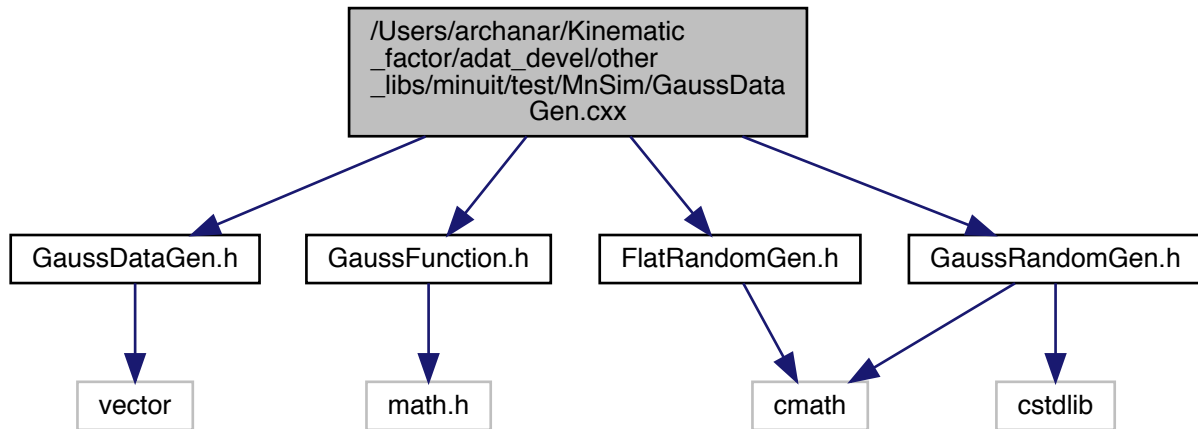 /Users/archanar/Kinematic
_factor/adat_devel/other
_libs/minuit/test/MnSim/GaussData
Gen.cxx
GaussDataGen.h
GaussFunction.h
FlatRandomGen.h
GaussRandomGen.h
vector
math.h
cmath
cstdlib